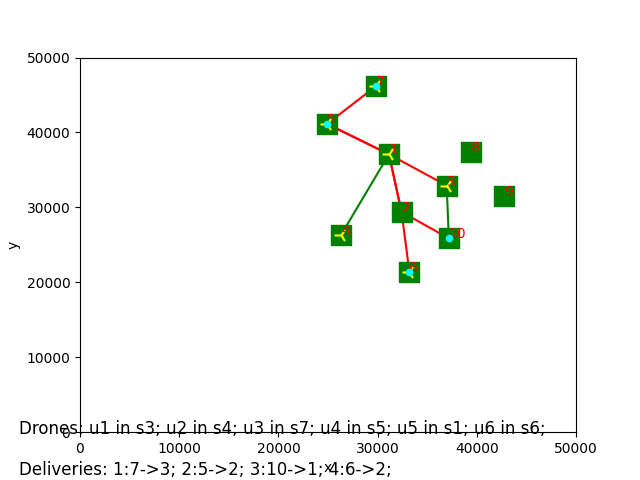 50000
40000
y
30000
20000
10000
0
0 10000 20000 30000 40000 50000
x
Drones: u1 in s3; u2 in s4; u3 in s7; u4 in s5; u5 in s1; u6 in s6;
Deliveries: 1:7->3; 2:5->2; 3:10->1; 4:6->2;